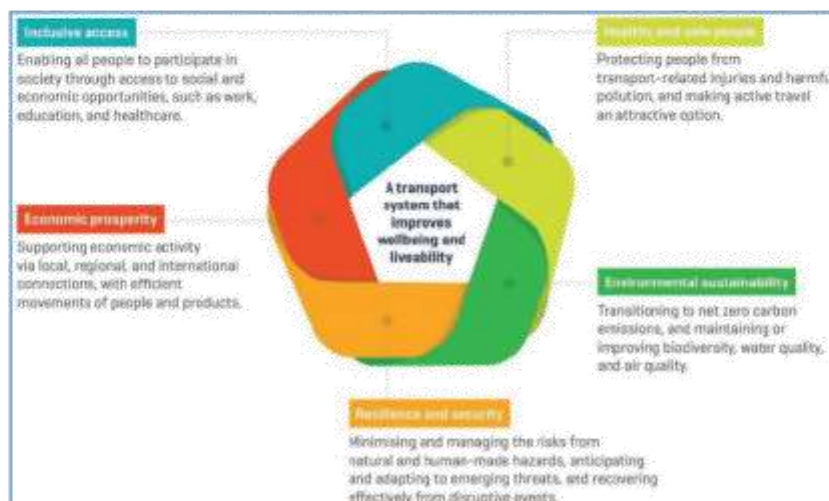 Inclusive access
Enabling all people to participate in
society through access to social and
economic opportunities, such as work,
education, and healthcare.
Healthy and safe people
Protecting people from
transport-related injuries and harmfu
pollution, and making active travel
an attractive option.
A transport
system that
improves
wellbeing and
liveability
Economic prosperity
Supporting economic activity
via local, regional, and international
connections, with efficient
movements of people and products.
Environmental sustainability
Transitioning to net zero carbon
emissions, and maintaining or
improving biodiversity, water quality,
and air quality.
Resilience and security
Minimising and managing the risks from
natural and human-made hazards, anticipating
and adapting to emerging threats, and recovering
effectively from disruptive events.